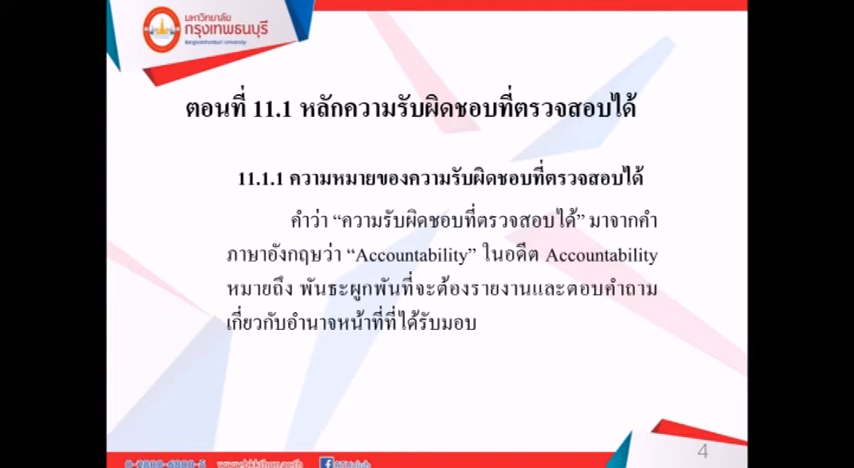 มหาวิทยาลัย
กรุงเทพธนบุรี
Bangkokthonburi University
ตอนที่ 11.1 หลักความรับผิดชอบที่ตรวจสอบได้
11.1.1 ความหมายของความรับผิดชอบที่ตรวจสอบได้
คำว่า “ความรับผิดชอบที่ตรวจสอบได้” มาจากคำ
ภาษาอังกฤษว่า “Accountability” ในอดีต Accountability
หมายถึง พันธะผูกพันที่จะต้องรายงานและตอบคำถาม
เกี่ยวกับอำนาจหน้าที่ที่ได้รับมอบ
4